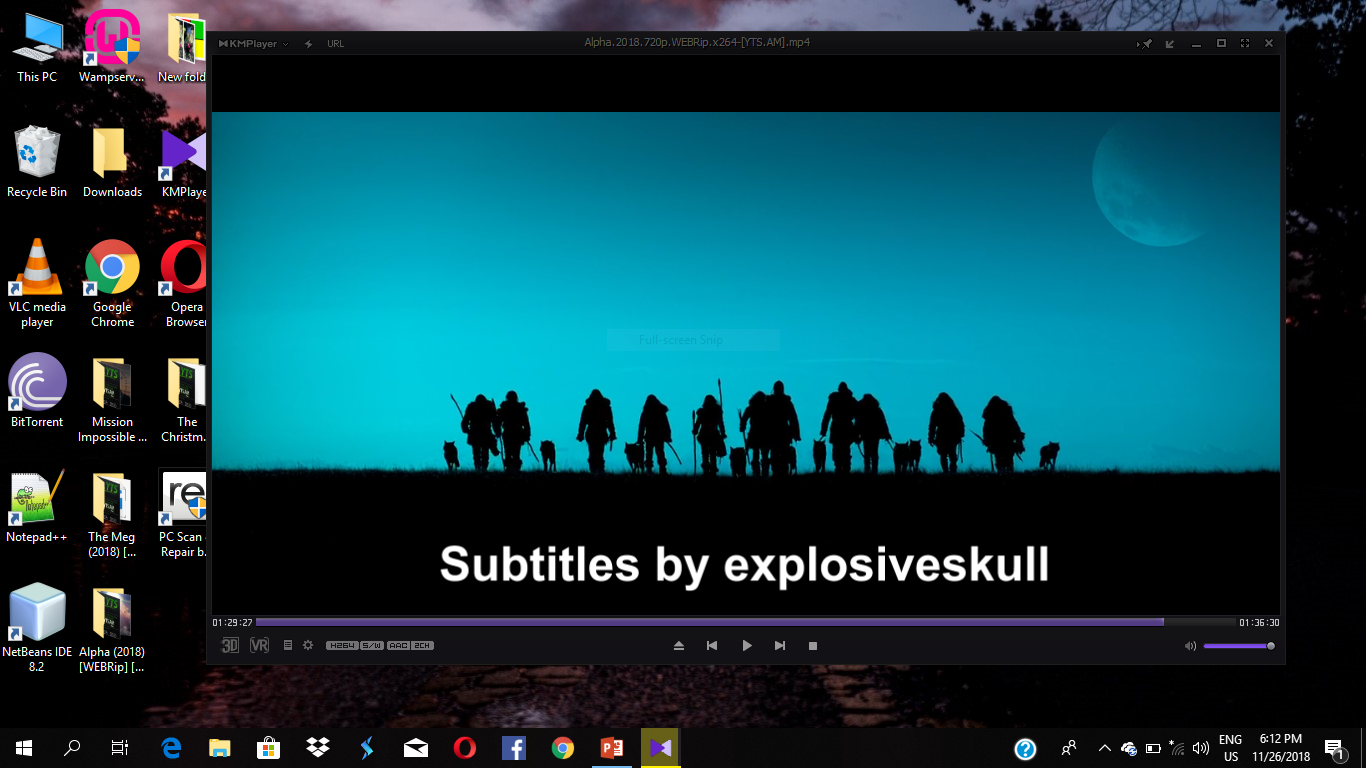 This PC
Wampserv...
New fold
Recycle Bin
Downloads
KMPlaye
VLC media
player
Google
Chrome
Opera
Browser
BitTorrent
Mission
Impossible ...
The
Christm..
Notepad++
The Meg
(2018) [...
re
PC Scan
Repair b..
NetBeans IDE
8.2
Alpha (2018)
[WEBRip] [...
KMPlayer
URL
Alpha.2018.720p.WEBRip.x264-[YTS.AM].mp4
Full-screen Snip
Subtitles by explosiveskull
01:29:27
01:36:30
3D
VR
H264
S/W
AAC
2CH
ENG
US
6:12 PM
11/26/2018
1